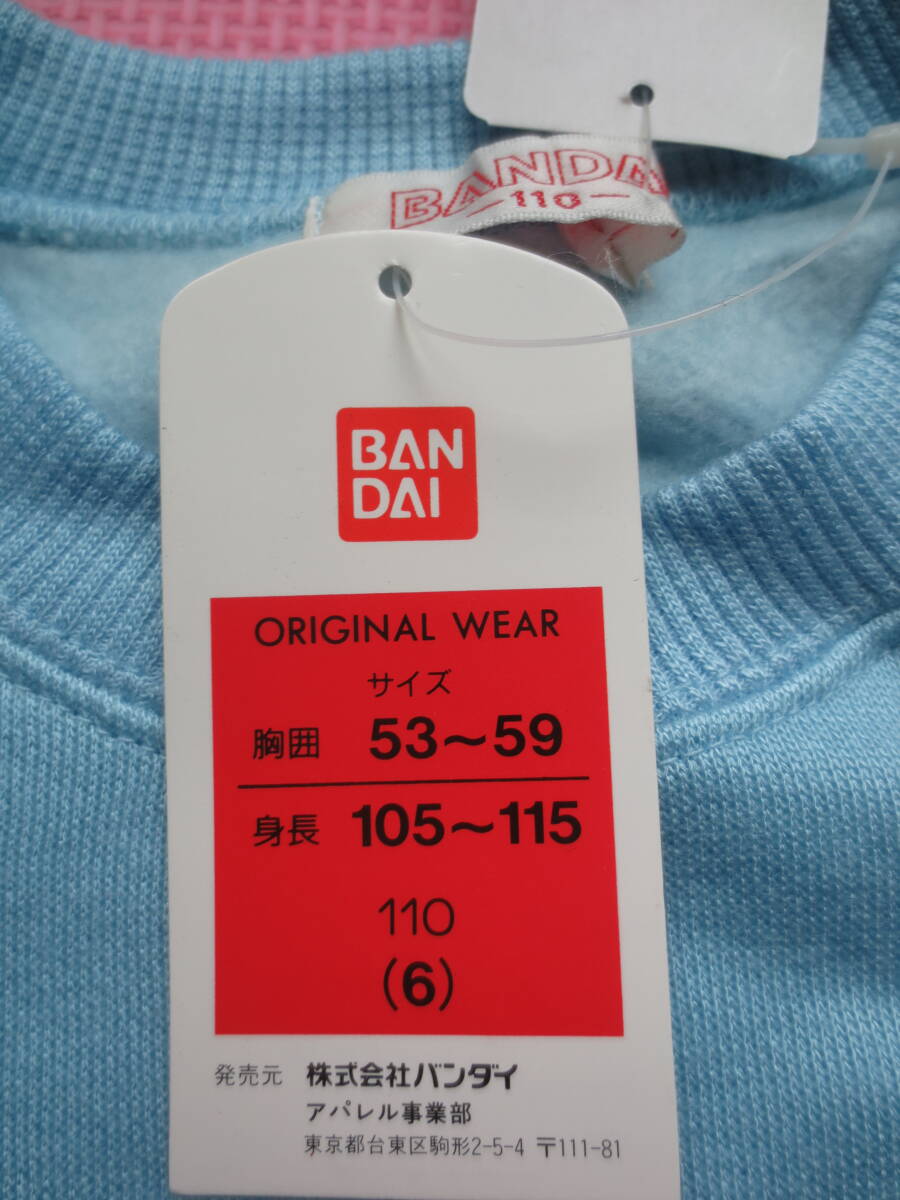 BANDAI
-110-
BAN
DAI
ORIGINAL WEAR
サイズ
胸囲 53～59
身長 105～115
110
(6)
発売元 株式会社バンダイ
アパレル事業部
東京都台東区駒形2-5-4 〒111-81